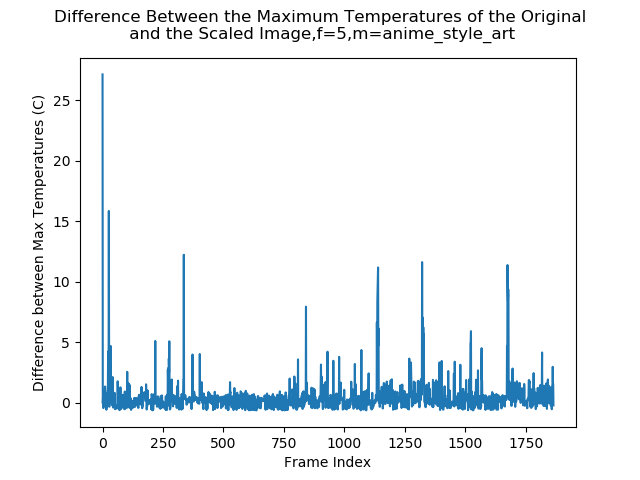 Difference Between the Maximum Temperatures of the Original
and the Scaled Image,f=5,m=anime_style_art
Difference between Max Temperatures (C)
25
20
15
10
5
0
0 250 500 750 1000 1250 1500 1750
Frame Index